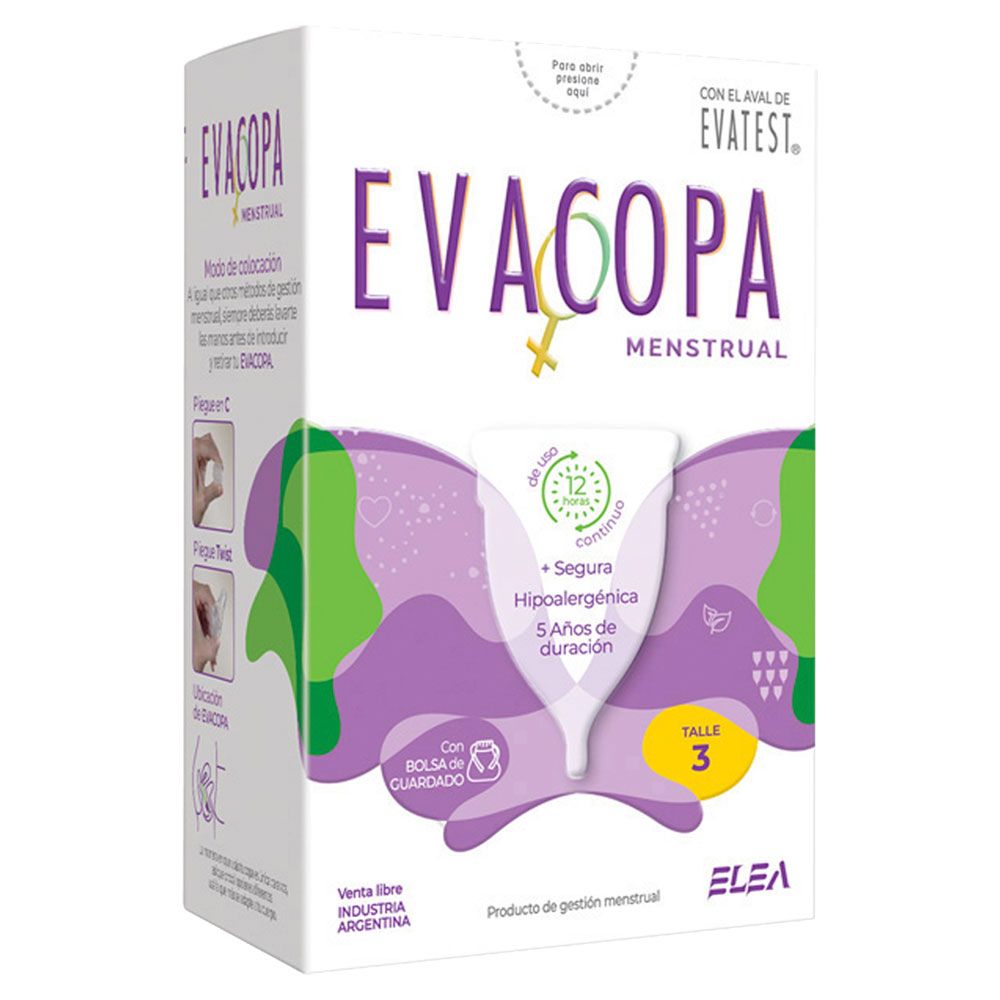 Para abrir
presione
aquí
CON EL AVAL DE
EVATEST®
EVACOPA
MENSTRUAL
de uso
12
horas
continuo
+ Segura
Hipoalergénica
5 Años de
duración
Con
BOLSA de
GUARDADO
TALLE
3
Venta libre
INDUSTRIA
ARGENTINA
Producto de gestión menstrual
ELEA
EVACOPA
MENSTRUAL
Modo de colocación
Al igual que otros métodos de gestión
menstrual, siempre deberás lavarte
las manos antes de introducir
y retirar tu EVACOPA.
Pliegue en C
Pliegue Twist
Ubicación
de EVACOPA